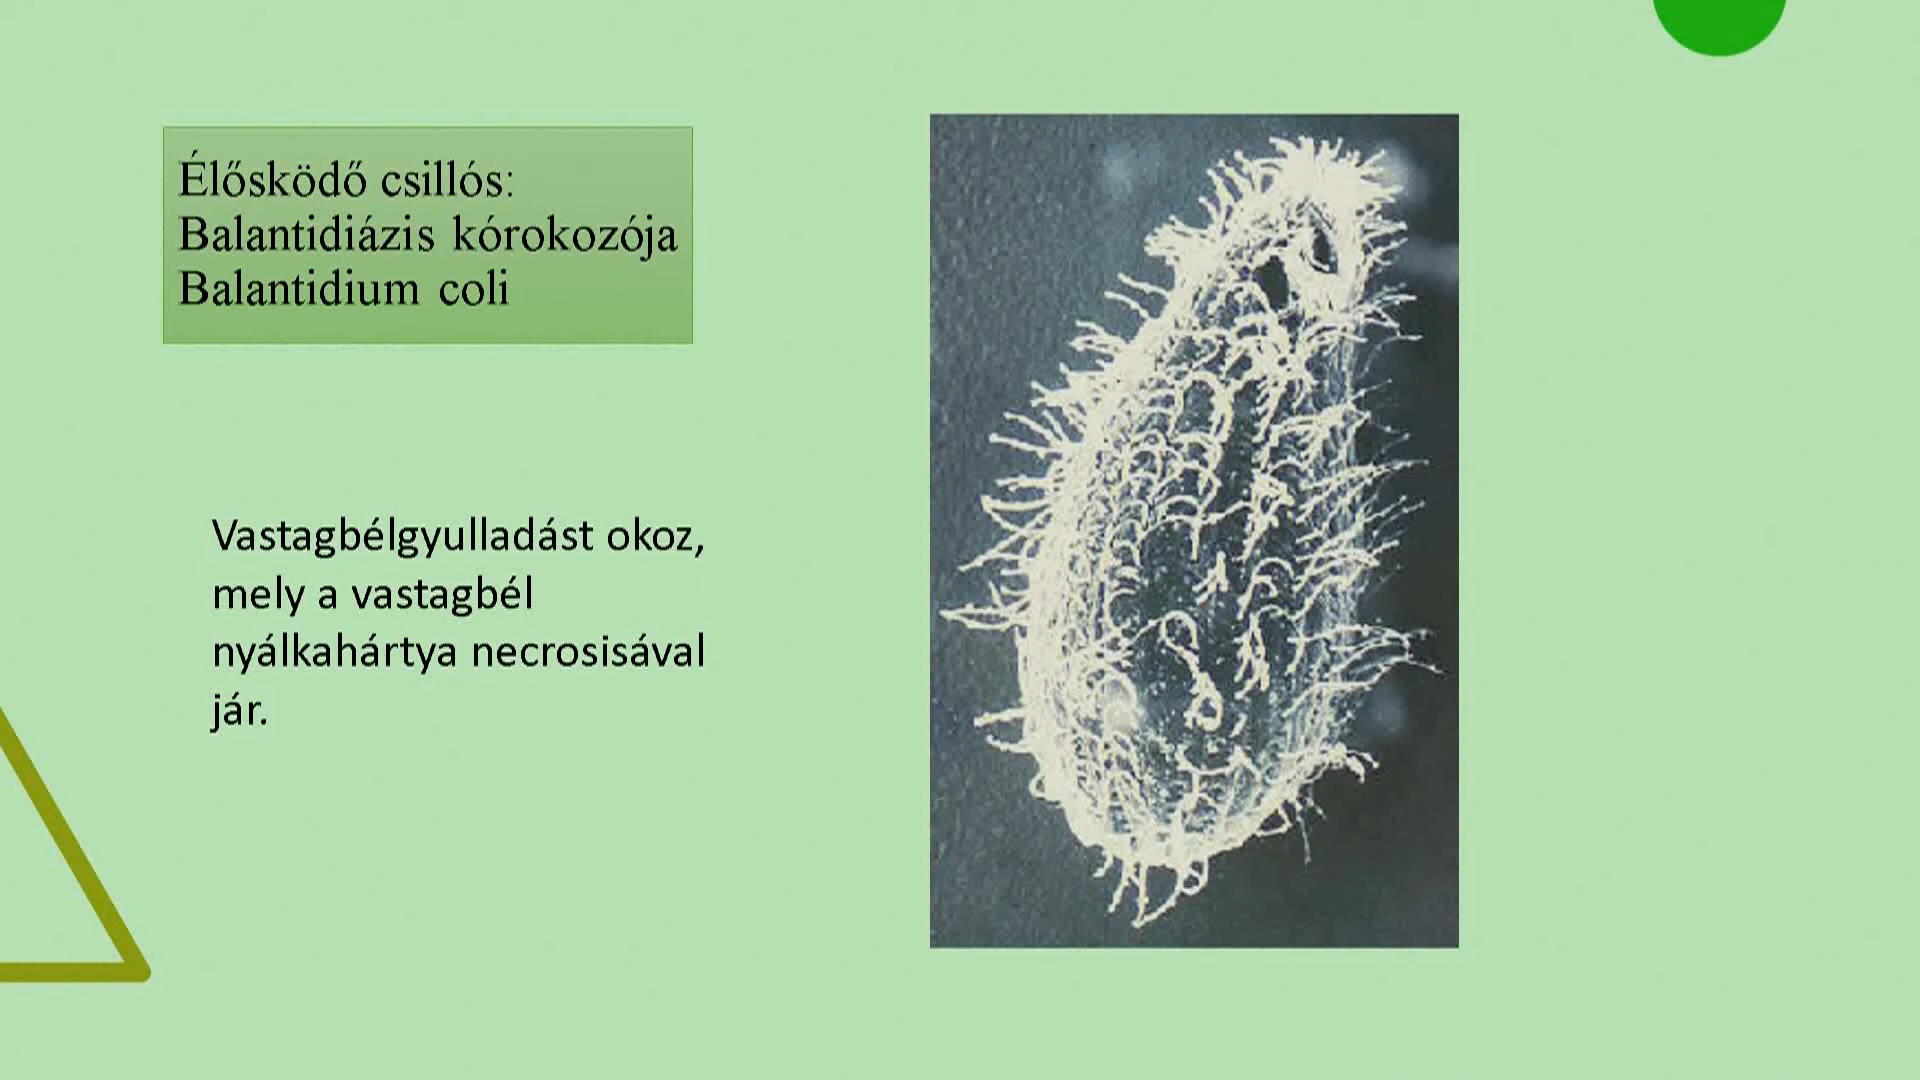 Élősködő csillós:
Balantidiázis kórokozója
Balantidium coli
Vastagbélgyulladást okoz,
mely a vastagbél
nyálkahártya necrosisával
jár.